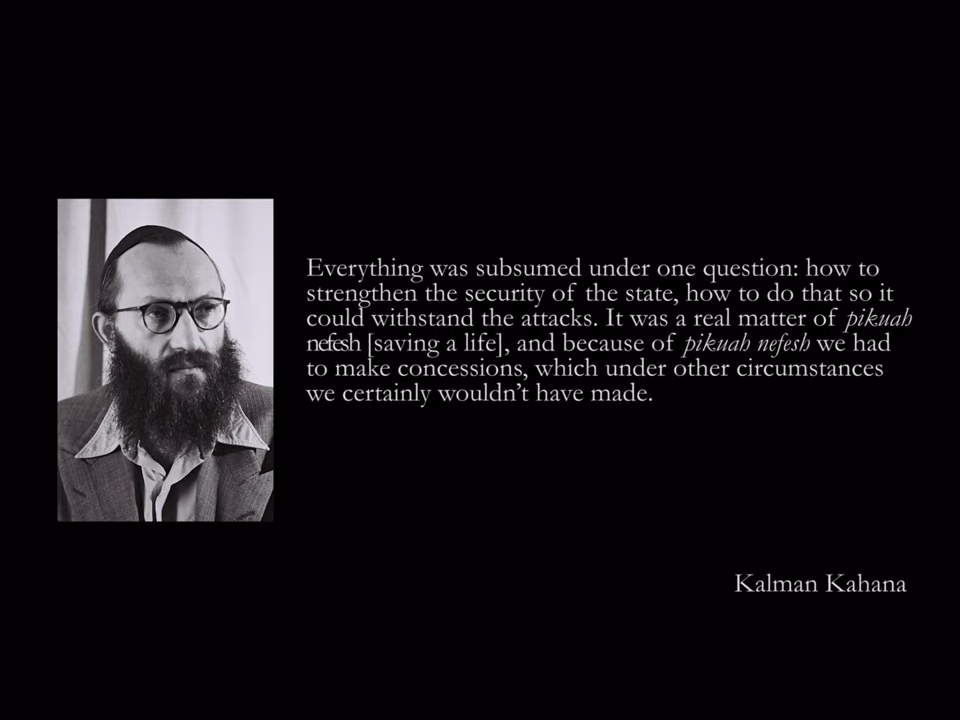 Everything was subsumed under one question: how to
strengthen the security of the state, how to do that so it
could withstand the attacks. It was a real matter of pikuah
nefesh [saving a life], and because of pikuah nefesh we had
to make concessions, which under other circumstances
we certainly wouldn’t have made.
Kalman Kahana